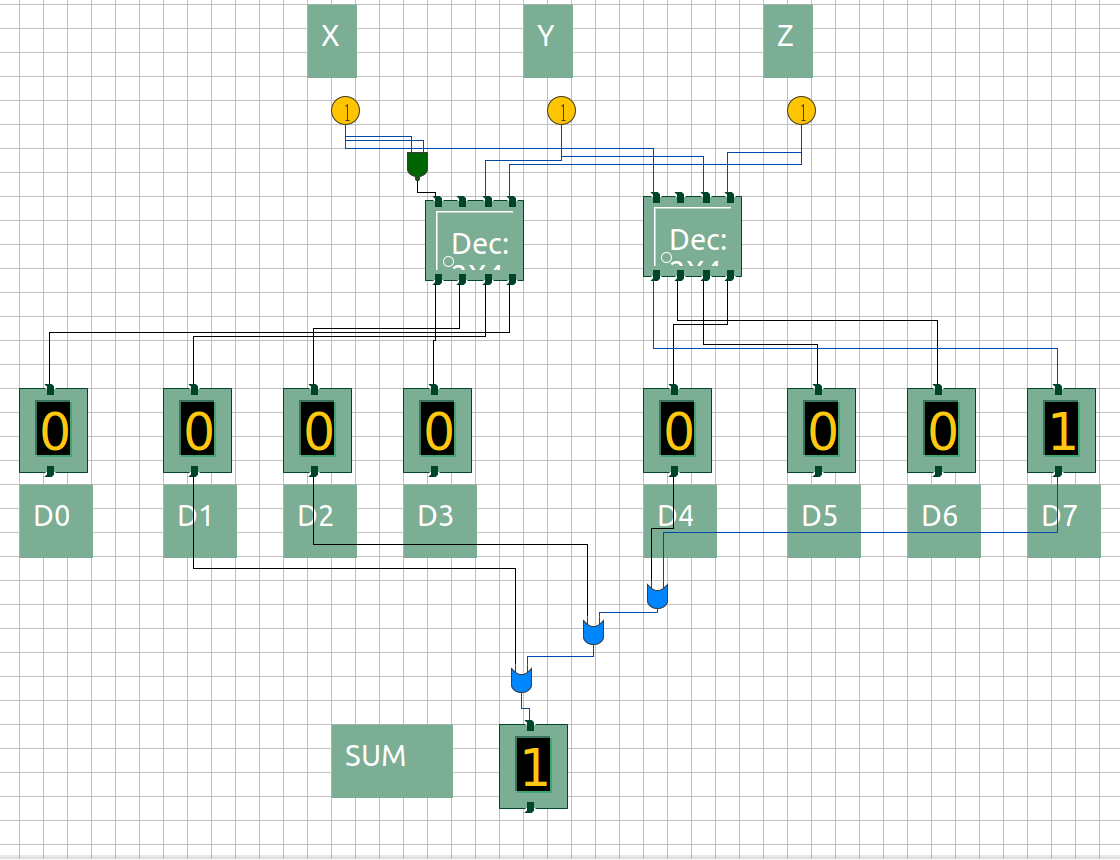 X Y Z
1 1 1
Dec: Dec:
0 0 0 0 0 0 0 1
D0 D1 D2 D3 D4 D5 D6 D7
SUM 1